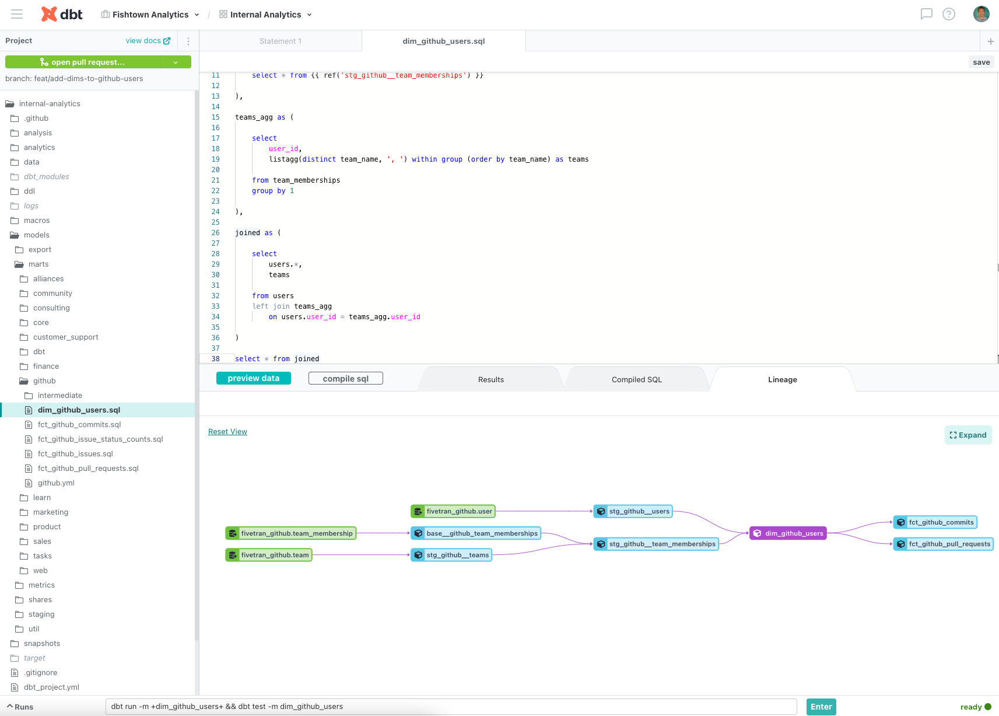 dbt
Fishtown Analytics
/
Internal Analytics
?
Project
view docs
open pull request...
branch: feat/add-dims-to-github-users
internal-analytics
.github
analysis
analytics
data
dbt_modules
ddl
logs
macros
models
export
marts
alliances
community
consulting
core
customer_support
dbt
finance
github
intermediate
dim_github_users.sql
fct_github_commits.sql
fct_github_issue_status_counts.sql
fct_github_issues.sql
fct_github_pull_requests.sql
github.yml
learn
marketing
product
sales
tasks
web
metrics
shares
staging
util
snapshots
target
.gitignore
dbt_project.yml
Statement 1
dim_github_users.sql
+
save
11 select * from {{ ref('stg_github__team_memberships') }}
12
13 ),
14
15 teams_agg as (
16
17 select
18 user_id,
19 listagg(distinct team_name, ', ') within group (order by team_name) as teams
20
21 from team_memberships
22 group by 1
23
24 ),
25
26 joined as (
27
28 select
29 users.*,
30 teams
31
32 from users
33 left join teams_agg
34 on users.user_id = teams_agg.user_id
35
36 )
37
38 select * from joined
preview data
compile sql
Results
Compiled SQL
Lineage
Reset View
Expand
fivetran_github.user
stg_github__users
fivetran_github.team_membership
base__github_team_memberships
dim_github_users
fct_github_commits
stg_github__team_memberships
fct_github_pull_requests
fivetran_github.team
stg_github__teams
Runs
dbt run -m +dim_github_users+ && dbt test -m dim_github_users
Enter
ready